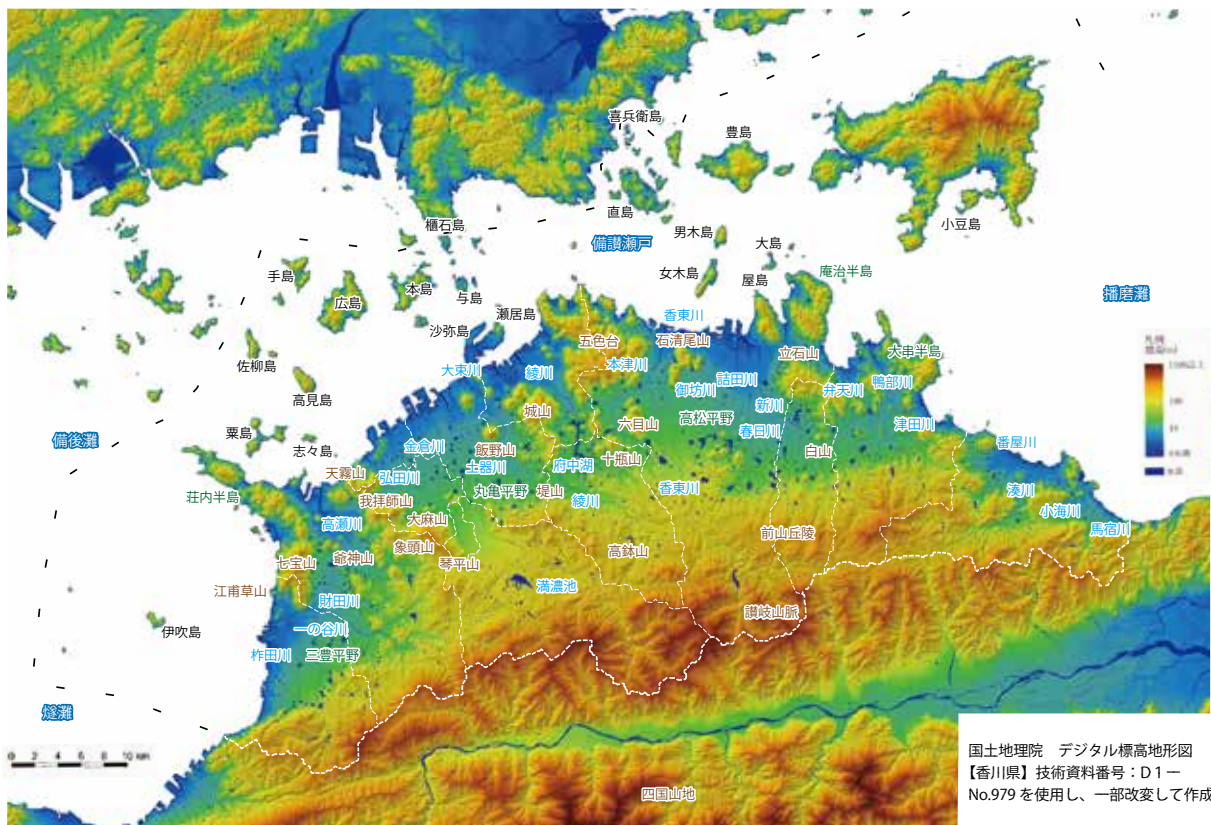 喜兵衛島
豊島
直島
櫃石島
小豆島
男木島
備讃瀬戸
大島
手島
女木島
屋島
庵治半島
本島
与島
広島
播磨灘
瀬居島
香東川
沙弥島
五色台
石清尾山
立石山
大串半島
佐柳島
大束川
綾川
本津川
詰田川
御坊川
弁天川
鴨部川
高見島
新川
城山
六目山
高松平野
津田川
粟島
春日川
備後灘
金倉川
飯野山
白山
番屋川
志々島
土器川
府中湖
十瓶山
天霧山
弘田川
丸亀平野
堤山
香東川
荘内半島
我拝師山
綾川
湊川
高瀬川
大麻山
小海川
前山丘陵
馬宿川
象頭山
高鉢山
七宝山
爺神山
琴平山
江甫草山
満濃池
財田川
讃岐山脈
伊吹島
一の谷川
柞田川
三豊平野
燧灘
0 2 4 6 8 10 km
四国山地
国土地理院 デジタル標高地形図
【香川県】技術資料番号：D１－
No.979 を使用し、一部改変して作成